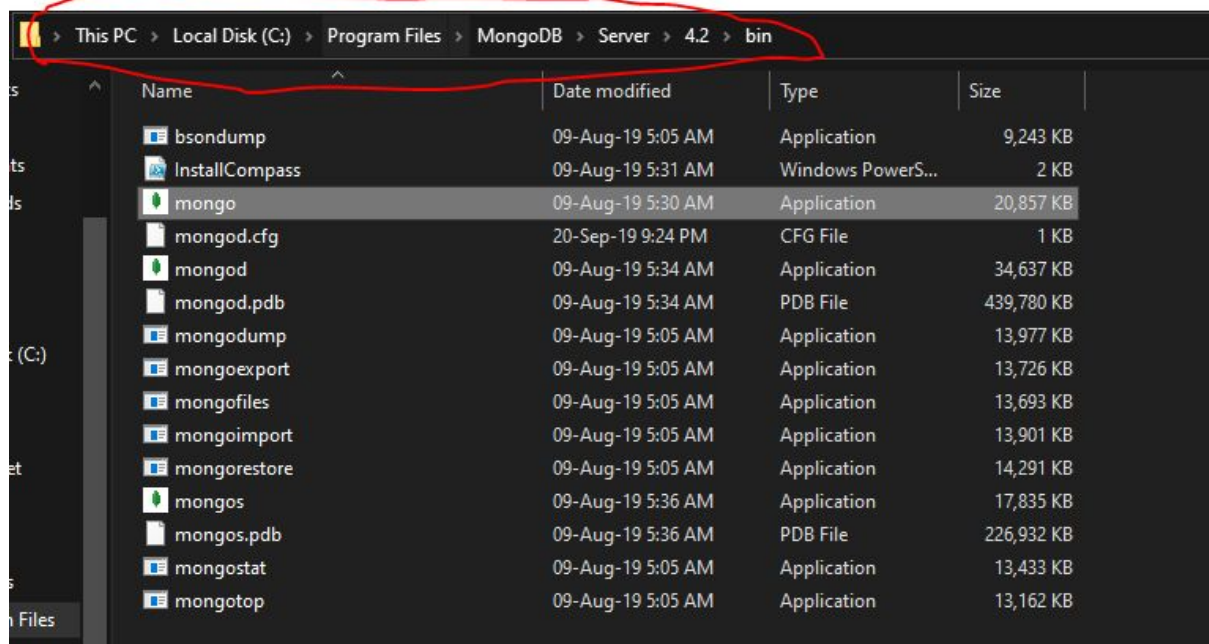 This PC > Local Disk (C:) > Program Files > MongoDB > Server > 4.2 > bin
Name Date modified Type Size
bsondump 09-Aug-19 5:05 AM Application 9,243 KB
ts InstallCompass 09-Aug-19 5:31 AM Windows PowerS... 2 KB
mongo 09-Aug-19 5:30 AM Application 20,857 KB
mongod.cfg 20-Sep-19 9:24 PM CFG File 1 KB
mongod 09-Aug-19 5:34 AM Application 34,637 KB
mongod.pdb 09-Aug-19 5:34 AM PDB File 439,780 KB
mongodump 09-Aug-19 5:05 AM Application 13,977 KB
(C:) mongoexport 09-Aug-19 5:05 AM Application 13,726 KB
mongofiles 09-Aug-19 5:05 AM Application 13,693 KB
mongoimport 09-Aug-19 5:05 AM Application 13,901 KB
et mongorestore 09-Aug-19 5:05 AM Application 14,291 KB
mongos 09-Aug-19 5:36 AM Application 17,835 KB
mongos.pdb 09-Aug-19 5:36 AM PDB File 226,932 KB
mongostat 09-Aug-19 5:05 AM Application 13,433 KB
Files mongotop 09-Aug-19 5:05 AM Application 13,162 KB